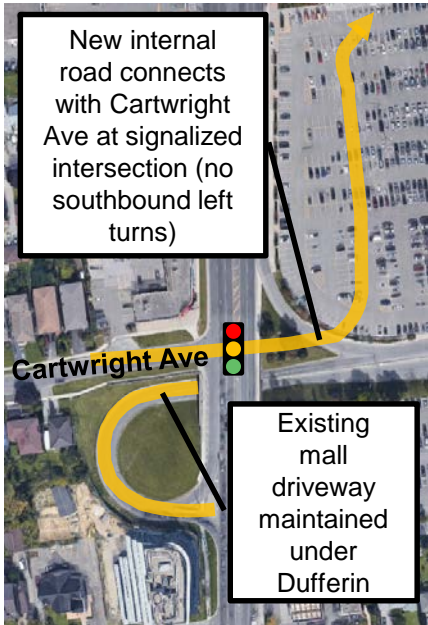 New internal
road connects
with Cartwright
Ave at signalized
intersection (no
southbound left
turns)
Cartwright Ave
Existing
mall
driveway
maintained
under
Dufferin